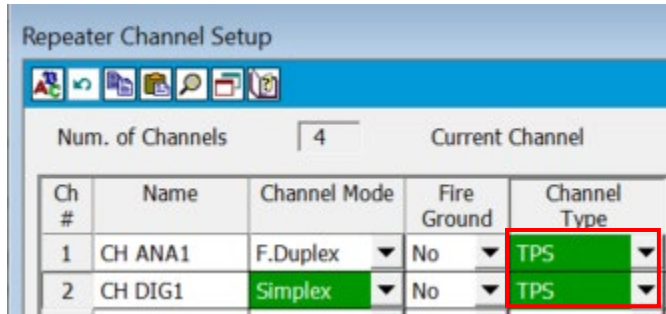 Repeater Channel Setup
Num. of Channels 4 Current Channel
Ch # Name Channel Mode Fire Ground Channel Type
1 CH ANA1 F.Duplex No TPS
2 CH DIG1 Simplex No TPS